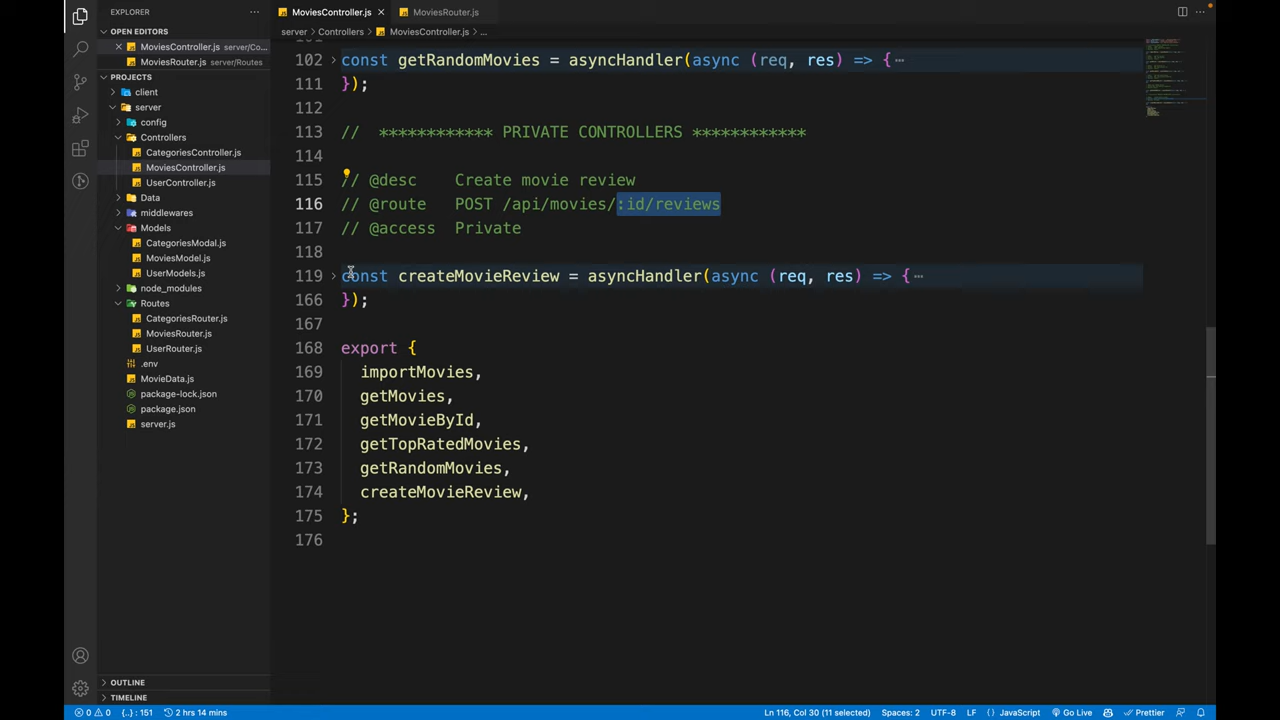 EXPLORER
OPEN EDITORS
MoviesController.js server/Co...
MoviesRouter.js server/Routes
PROJECTS
client
server
config
Controllers
CategoriesController.js
MoviesController.js
UserController.js
Data
middlewares
Models
CategoriesModal.js
MoviesModel.js
UserModels.js
node_modules
Routes
CategoriesRouter.js
MoviesRouter.js
UserRouter.js
.env
MovieData.js
package-lock.json
package.json
server.js
OUTLINE
TIMELINE
MoviesController.js MoviesRouter.js
server > Controllers > MoviesController.js > ...
102 const getRandomMovies = asyncHandler(async (req, res) => {…
111 });
112
113 // ************ PRIVATE CONTROLLERS ************
114
115 // @desc Create movie review
116 // @route POST /api/movies/:id/reviews
117 // @access Private
118
119 const createMovieReview = asyncHandler(async (req, res) => {…
166 });
167
168 export {
169 importMovies,
170 getMovies,
171 getMovieById,
172 getTopRatedMovies,
173 getRandomMovies,
174 createMovieReview,
175 };
176
0 0 {..}: 151 2 hrs 14 mins Ln 116, Col 30 (11 selected) Spaces: 2 UTF-8 LF {} JavaScript Go Live Prettier